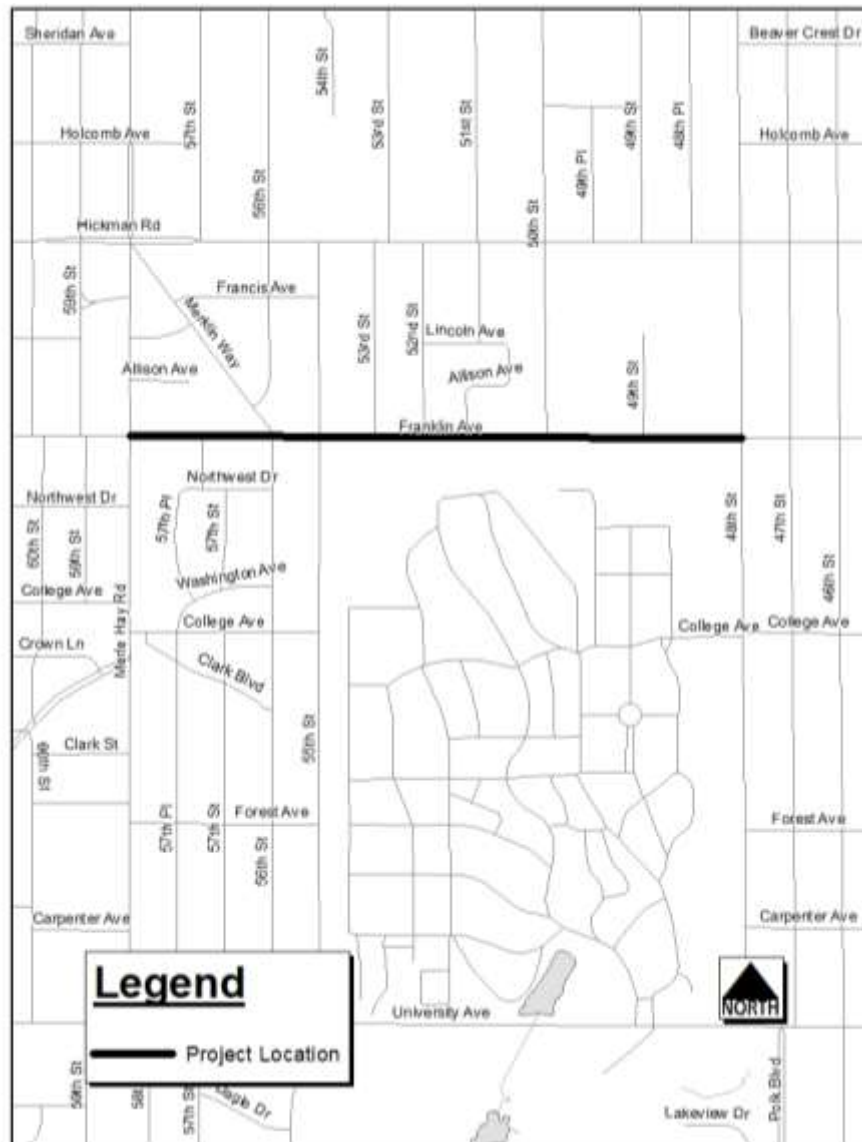 Sheridan Ave
Beaver Crest Dr
54th St
57th St
53rd St
51st St
49th St
48th Pl
Holcomb Ave
Holcomb Ave
49th Pl
56th St
50th St
Hickman Rd
59th St
Francis Ave
Merklin Way
53rd St
52nd St
Lincoln Ave
Allison Ave
Allison Ave
49th St
Franklin Ave
Northwest Dr
Northwest Dr
60th St
59th St
57th Pl
57th St
48th St
47th St
46th St
Washington Ave
College Ave
College Ave
College Ave
College Ave
Crown Ln
Merle Hay Rd
Clark Blvd
55th St
Clark St
60th St
57th Pl
57th St
Forest Ave
Forest Ave
56th St
Carpenter Ave
Carpenter Ave
Legend
University Ave
NORTH
Project Location
59th St
57th St
Polk Blvd
Lakeview Dr